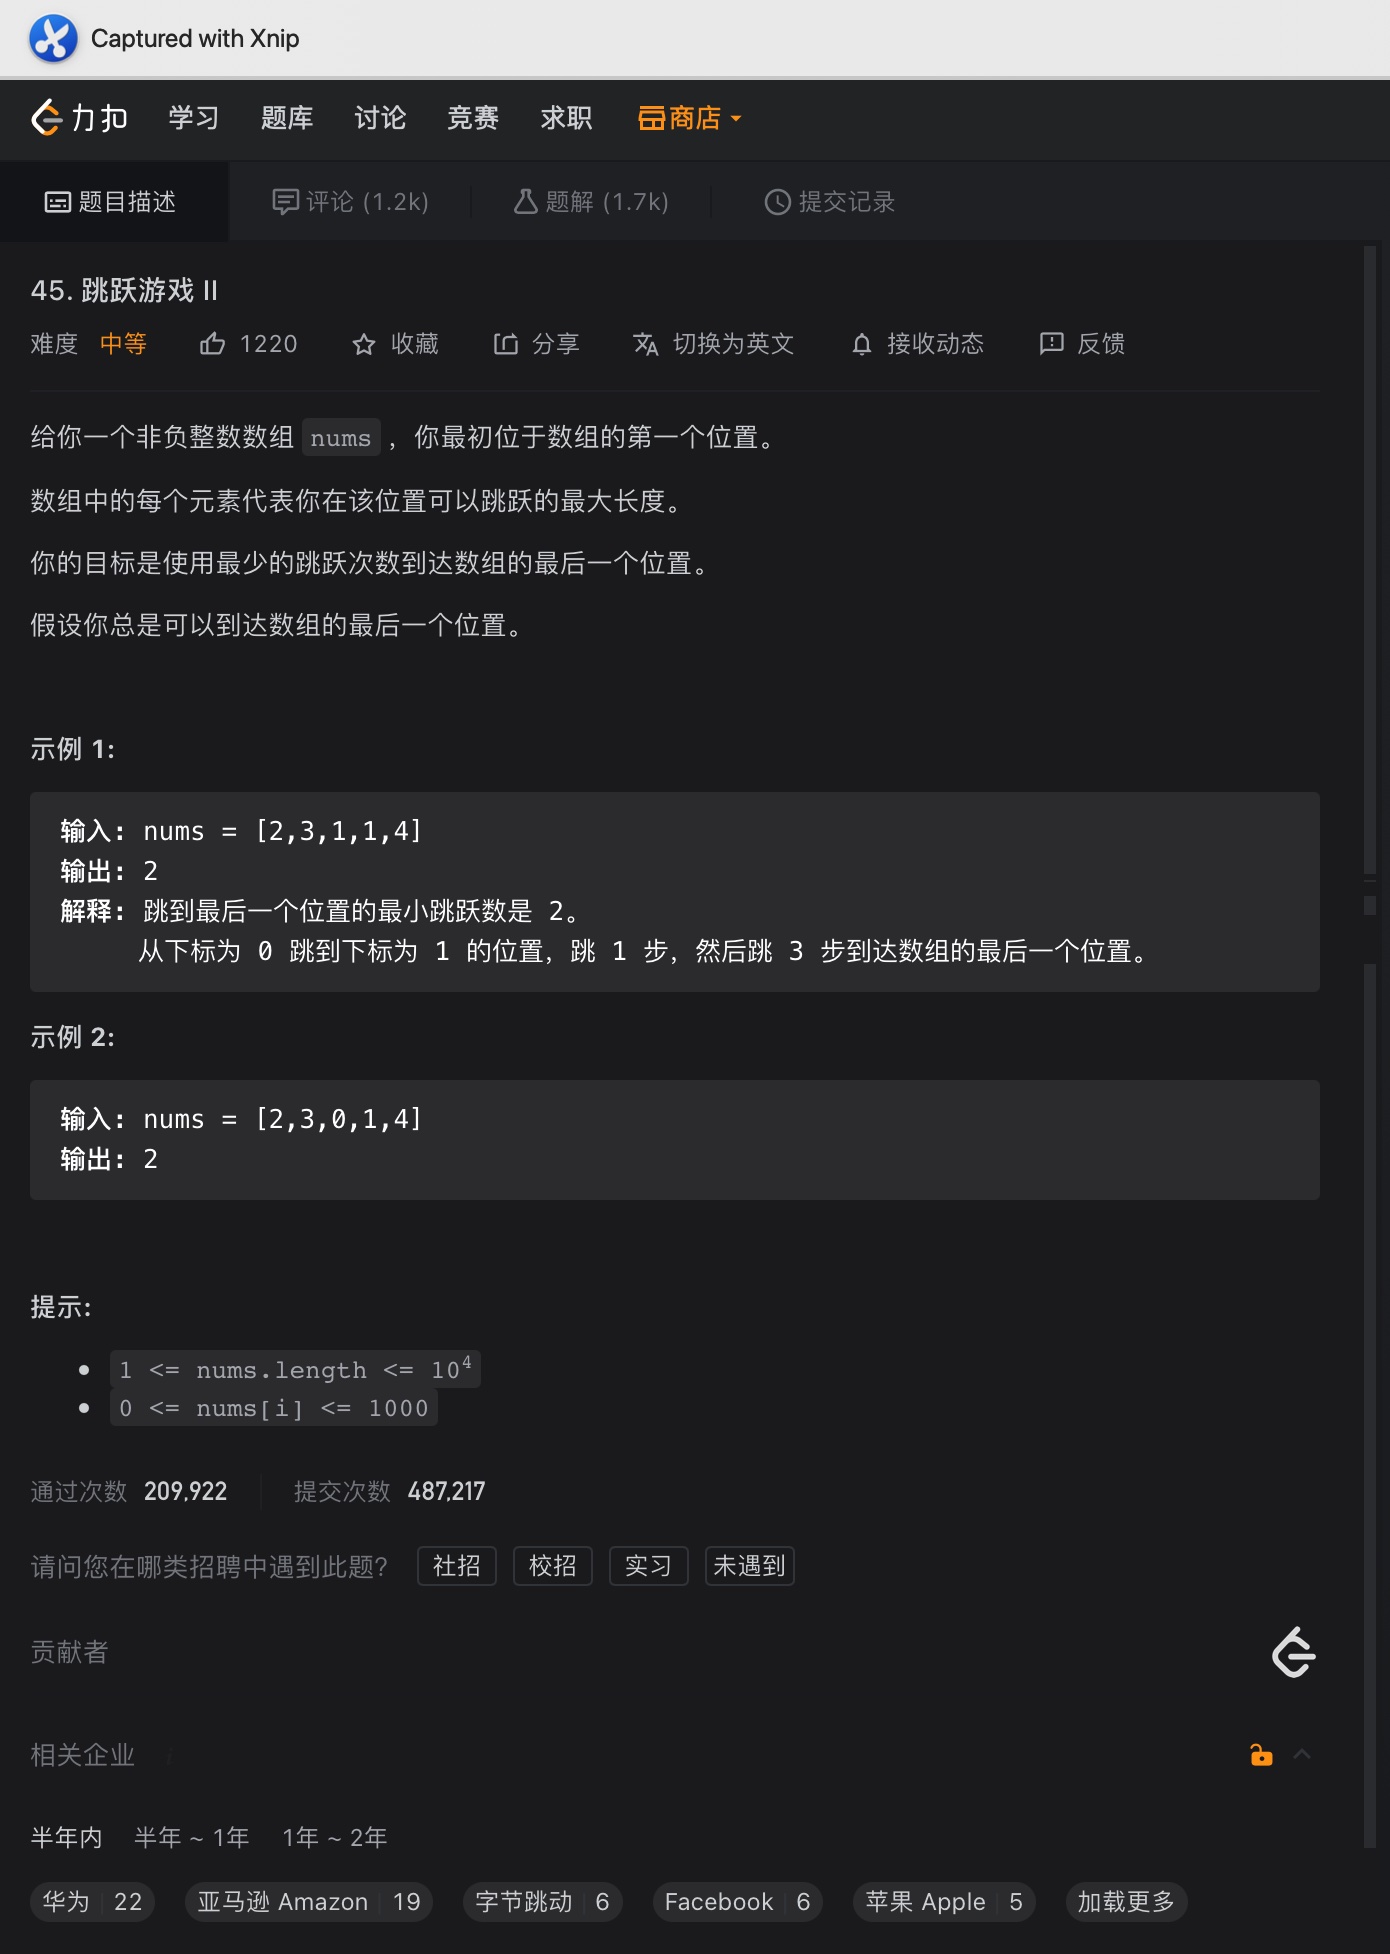 Captured with Xnip
力扣 学习 题库 讨论 竞赛 求职 商店
题目描述 评论 (1.2k) 题解 (1.7k) 提交记录
45. 跳跃游戏 II
难度 中等 1220 收藏 分享 切换为英文 接收动态 反馈
给你一个非负整数数组 nums ，你最初位于数组的第一个位置。
数组中的每个元素代表你在该位置可以跳跃的最大长度。
你的目标是使用最少的跳跃次数到达数组的最后一个位置。
假设你总是可以到达数组的最后一个位置。
示例 1:
输入: nums = [2,3,1,1,4]
输出: 2
解释: 跳到最后一个位置的最小跳跃数是 2。
从下标为 0 跳到下标为 1 的位置，跳 1 步，然后跳 3 步到达数组的最后一个位置。
示例 2:
输入: nums = [2,3,0,1,4]
输出: 2
提示:
1 <= nums.length <= 10⁴
0 <= nums[i] <= 1000
通过次数 209,922 提交次数 487,217
请问您在哪类招聘中遇到此题? 社招 校招 实习 未遇到
贡献者
相关企业
半年内 半年 ~ 1年 1年 ~ 2年
华为 22 亚马逊 Amazon 19 字节跳动 6 Facebook 6 苹果 Apple 5 加载更多